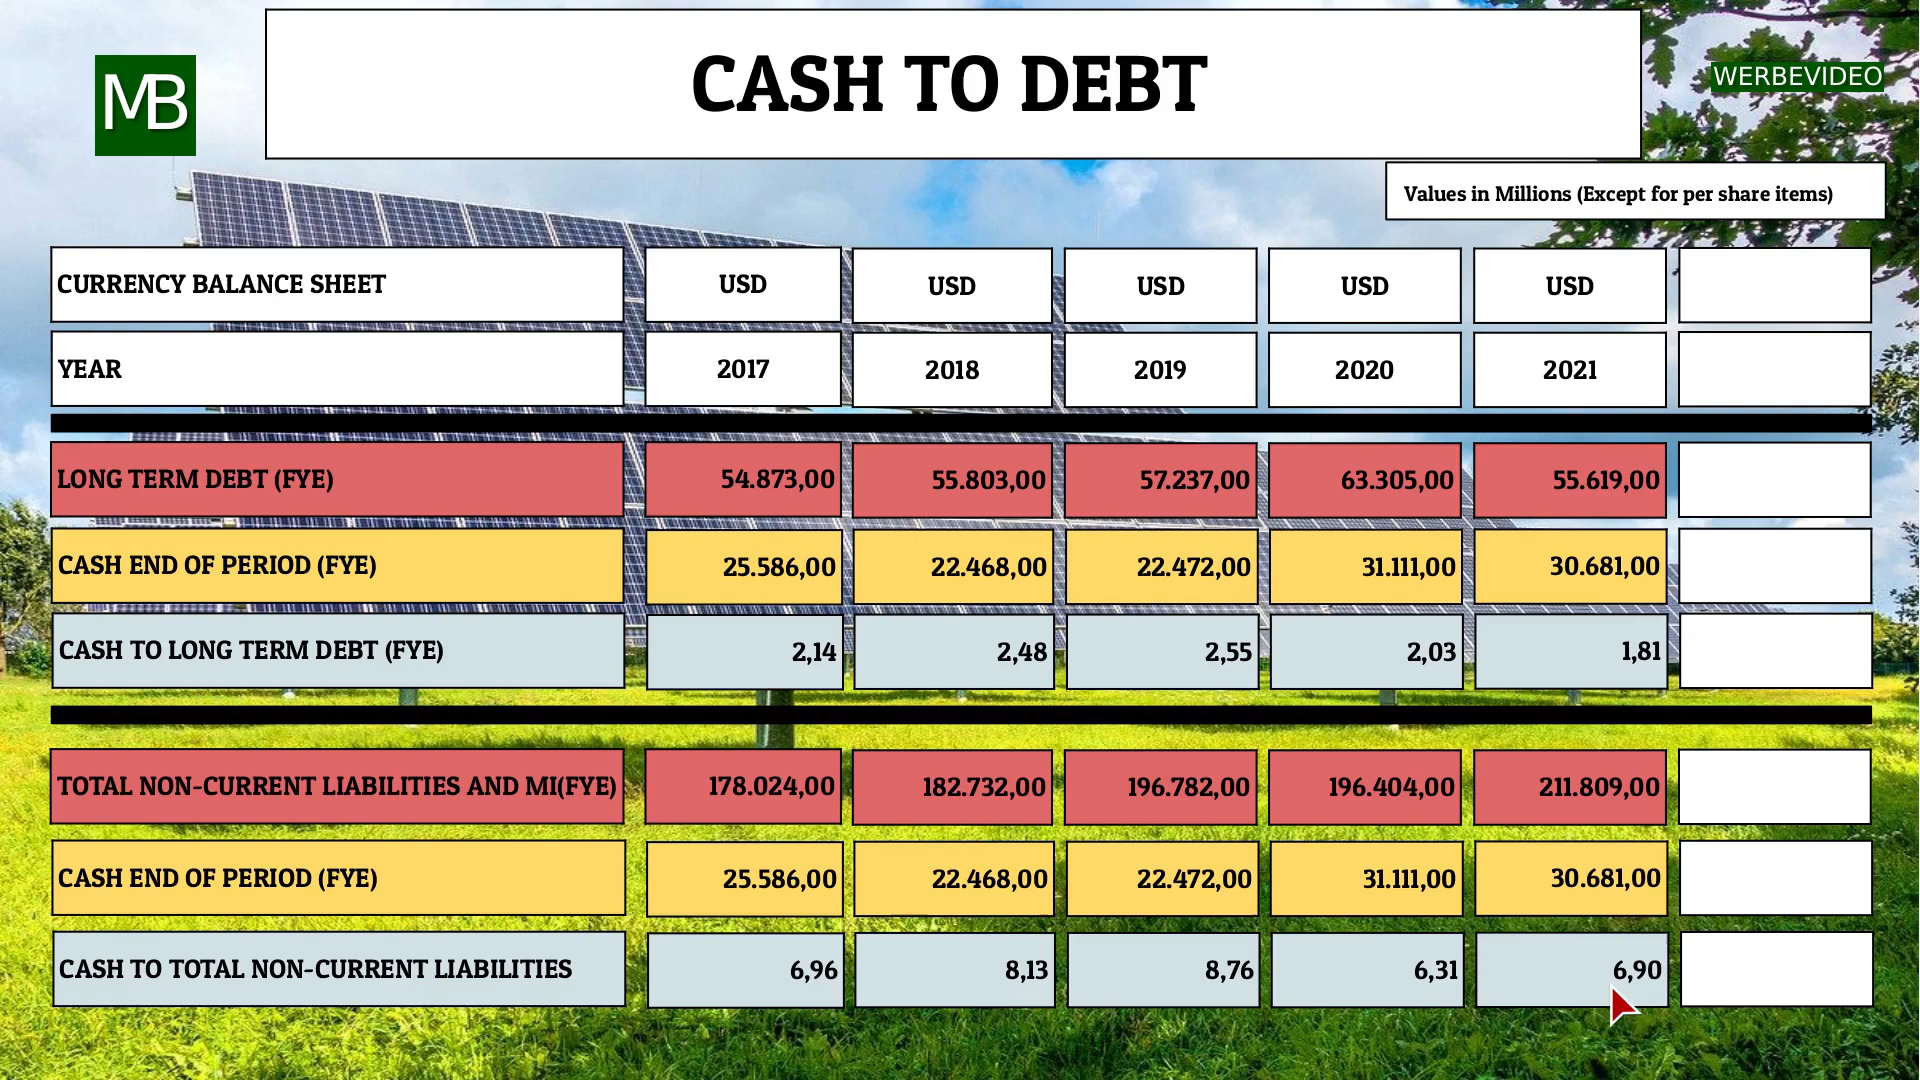 CASH TO DEBT
MB
WERBEVIDEO
Values in Millions (Except for per share items)
CURRENCY BALANCE SHEET USD USD USD USD USD
YEAR 2017 2018 2019 2020 2021
LONG TERM DEBT (FYE) 54.873,00 55.803,00 57.237,00 63.305,00 55.619,00
CASH END OF PERIOD (FYE) 25.586,00 22.468,00 22.472,00 31.111,00 30.681,00
CASH TO LONG TERM DEBT (FYE) 2,14 2,48 2,55 2,03 1,81
TOTAL NON-CURRENT LIABILITIES AND MI(FYE) 178.024,00 182.732,00 196.782,00 196.404,00 211.809,00
CASH END OF PERIOD (FYE) 25.586,00 22.468,00 22.472,00 31.111,00 30.681,00
CASH TO TOTAL NON-CURRENT LIABILITIES 6,96 8,13 8,76 6,31 6,90